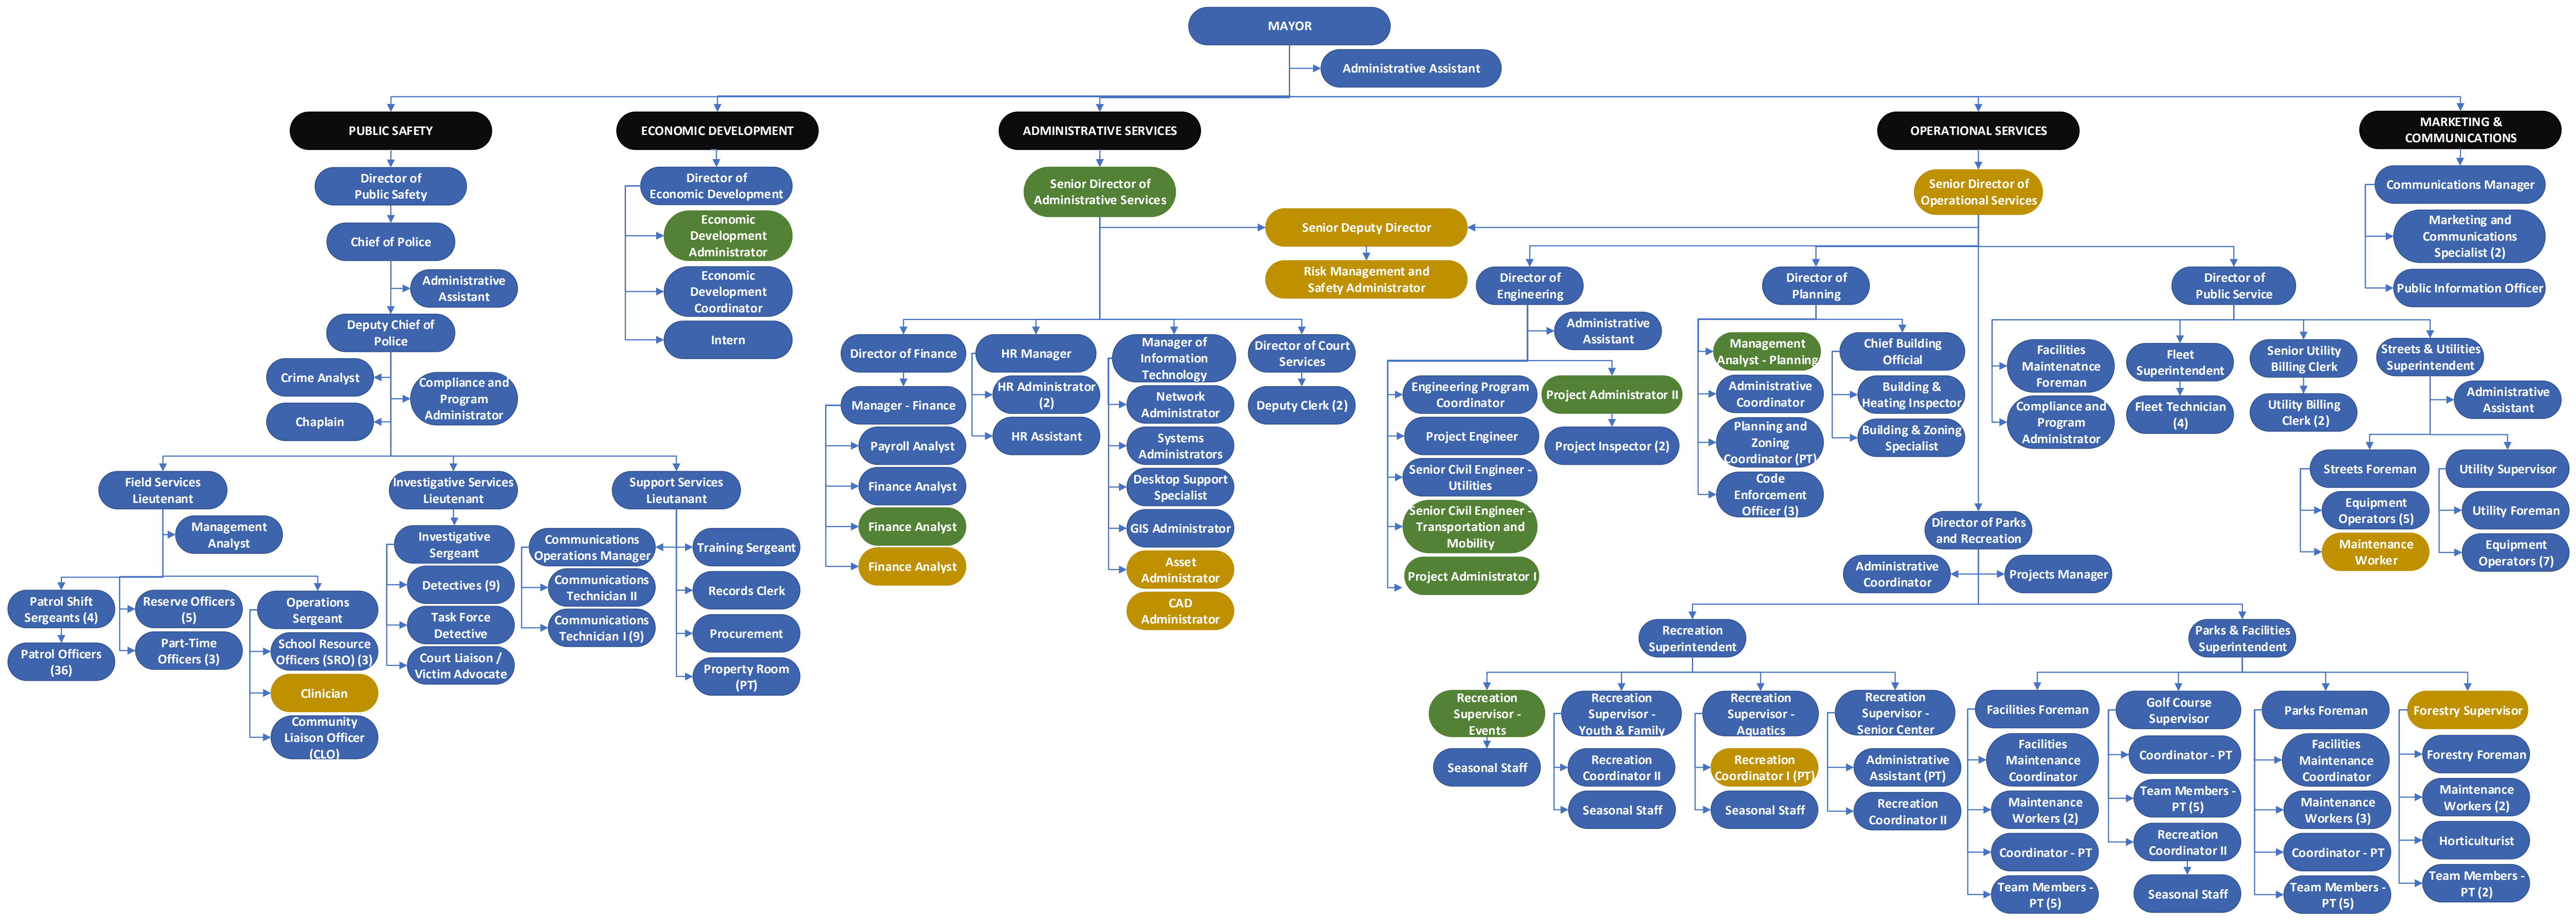 MAYOR
Administrative Assistant
PUBLIC SAFETY
Director of
Public Safety
Chief of Police
Administrative
Assistant
Deputy Chief of
Police
Crime Analyst
Chaplain
Compliance and
Program
Administrator
Field Services
Lieutenant
Management
Analyst
Patrol Shift
Sergeants (4)
Patrol Officers
(36)
Reserve Officers
(5)
Part-Time
Officers (3)
Operations
Sergeant
School Resource
Officers (SRO) (3)
Clinician
Community
Liaison Officer
(CLO)
Investigative Services
Lieutenant
Investigative
Sergeant
Detectives (9)
Task Force
Detective
Court Liaison /
Victim Advocate
Support Services
Lieutanant
Communications
Operations Manager
Communications
Technician II
Communications
Technician I (9)
Training Sergeant
Records Clerk
Procurement
Property Room
(PT)
ECONOMIC DEVELOPMENT
Director of
Economic Development
Economic
Development
Administrator
Economic
Development
Coordinator
Intern
ADMINISTRATIVE SERVICES
Senior Director of
Administrative Services
Senior Deputy Director
Risk Management and
Safety Administrator
Director of Finance
Manager - Finance
Payroll Analyst
Finance Analyst
Finance Analyst
Finance Analyst
HR Manager
HR Administrator
(2)
HR Assistant
Manager of
Information
Technology
Network
Administrator
Systems
Administrators
Desktop Support
Specialist
GIS Administrator
Asset
Administrator
CAD
Administrator
Director of Court
Services
Deputy Clerk (2)
OPERATIONAL SERVICES
Senior Director of
Operational Services
Director of
Engineering
Administrative
Assistant
Engineering Program
Coordinator
Project Engineer
Senior Civil Engineer -
Utilities
Senior Civil Engineer -
Transportation and
Mobility
Project Administrator I
Project Administrator II
Project Inspector (2)
Director of
Planning
Management
Analyst - Planning
Administrative
Coordinator
Planning and
Zoning
Coordinator (PT)
Code
Enforcement
Officer (3)
Chief Building
Official
Building &
Heating Inspector
Building & Zoning
Specialist
Director of
Public Service
Facilities
Maintenatnce
Foreman
Compliance and
Program
Administrator
Fleet
Superintendent
Fleet Technician
(4)
Senior Utility
Billing Clerk
Utility Billing
Clerk (2)
Streets & Utilities
Superintendent
Administrative
Assistant
Streets Foreman
Equipment
Operators (5)
Maintenance
Worker
Utility Supervisor
Utility Foreman
Equipment
Operators (7)
Director of Parks
and Recreation
Administrative
Coordinator
Projects Manager
Recreation
Superintendent
Recreation
Supervisor -
Events
Seasonal Staff
Recreation
Supervisor -
Youth & Family
Recreation
Coordinator II
Seasonal Staff
Recreation
Supervisor -
Aquatics
Recreation
Coordinator I (PT)
Seasonal Staff
Recreation
Supervisor -
Senior Center
Administrative
Assistant (PT)
Recreation
Coordinator II
Parks & Facilities
Superintendent
Facilities Foreman
Facilities
Maintenance
Coordinator
Maintenance
Workers (2)
Coordinator - PT
Team Members -
PT (5)
Golf Course
Supervisor
Coordinator - PT
Team Members -
PT (5)
Recreation
Coordinator II
Seasonal Staff
Parks Foreman
Facilities
Maintenance
Coordinator
Maintenance
Workers (3)
Coordinator - PT
Team Members -
PT (5)
Forestry Supervisor
Forestry Foreman
Maintenance
Workers (2)
Horticulturist
Team Members -
PT (2)
MARKETING &
COMMUNICATIONS
Communications Manager
Marketing and
Communications
Specialist (2)
Public Information Officer